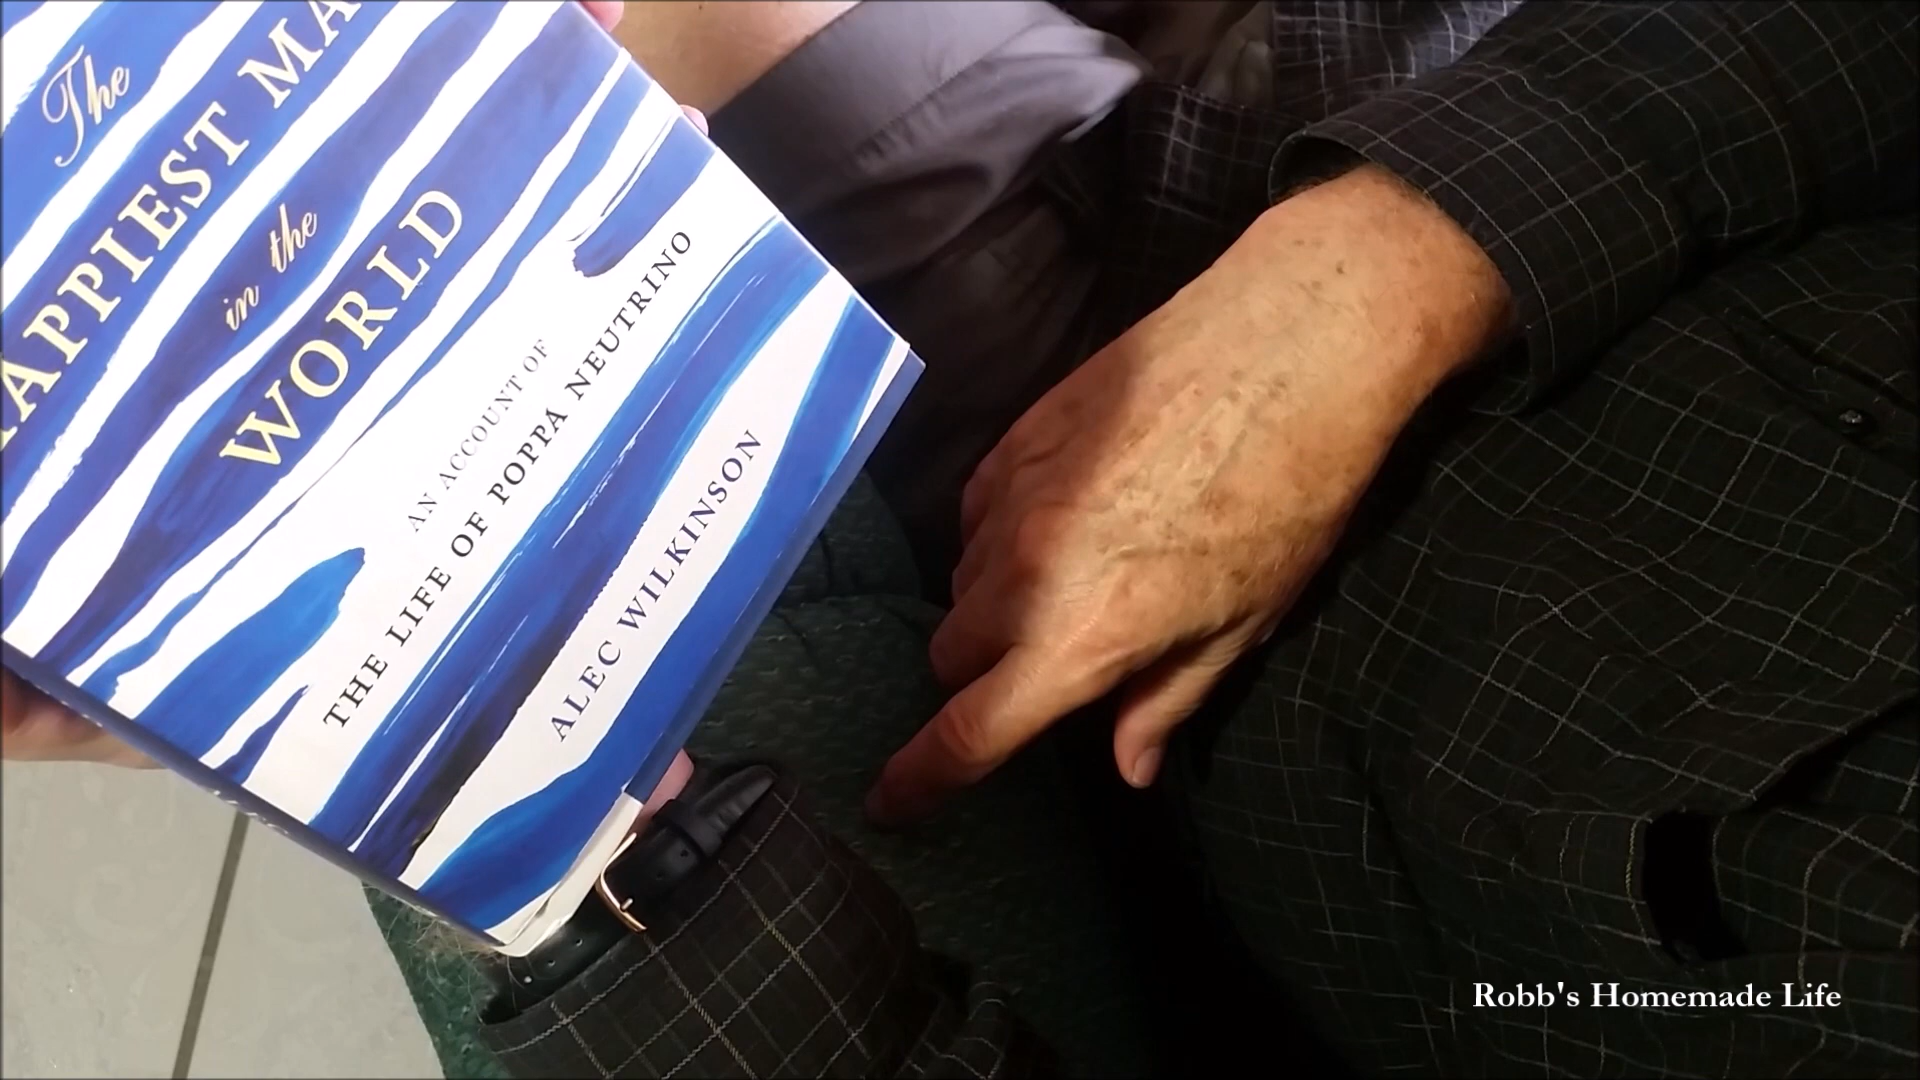 The
APPIEST MA
in the
WORLD
AN ACCOUNT OF
THE LIFE OF POPPA NEUTRINO
ALEC WILKINSON
Robb's Homemade Life